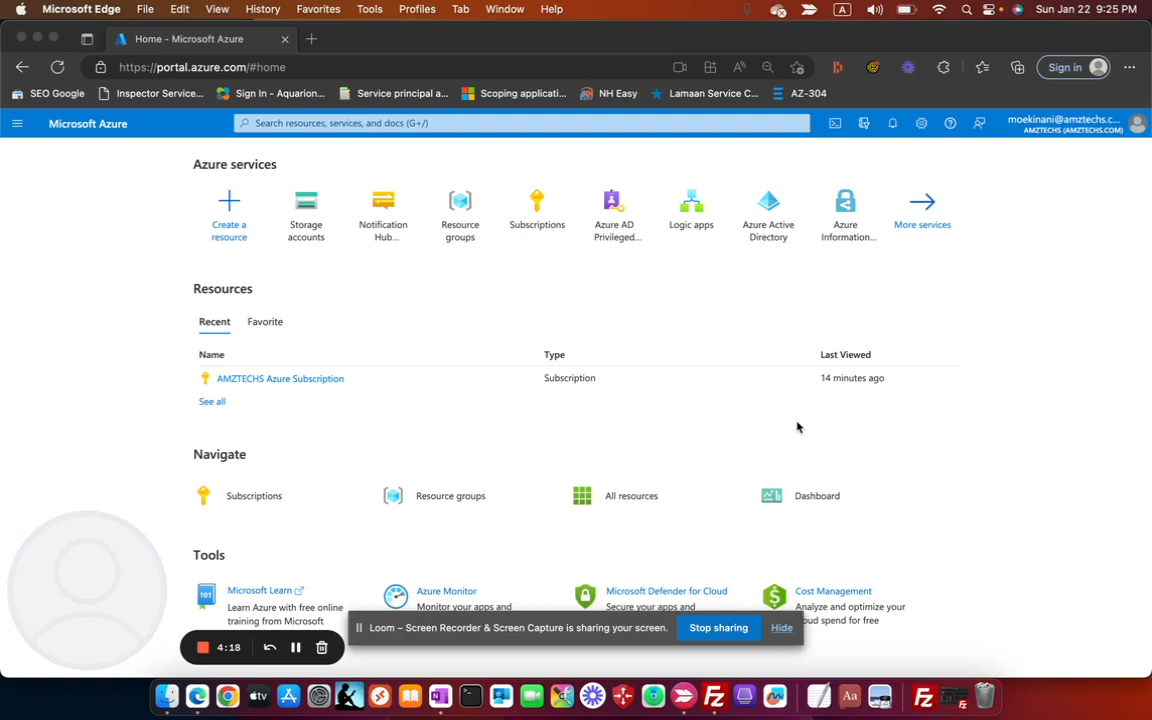 Microsoft Edge File Edit View History Favorites Tools Profiles Tab Window Help A Sun Jan 22 9:25 PM
Home - Microsoft Azure
https://portal.azure.com/#home
Sign in
SEO Google Inspector Service... Sign In - Aquarion... Service principal a... Scoping applicati... NH Easy Lamaan Service C... AZ-304
Microsoft Azure
Search resources, services, and docs (G+/)
moekinani@amztechs.c...
AMZTECHS (AMZTECHS.COM)
Azure services
Create a resource
Storage accounts
Notification Hub...
Resource groups
Subscriptions
Azure AD Privileged...
Logic apps
Azure Active Directory
Azure Information...
More services
Resources
Recent Favorite
Name Type Last Viewed
AMZTECHS Azure Subscription Subscription 14 minutes ago
See all
Navigate
Subscriptions Resource groups All resources Dashboard
Tools
Microsoft Learn
Learn Azure with free online
training from Microsoft
Azure Monitor
Monitor your apps and
Microsoft Defender for Cloud
Secure your apps and
Cost Management
Analyze and optimize your
cloud spend for free
Loom – Screen Recorder & Screen Capture is sharing your screen. Stop sharing Hide
4:18